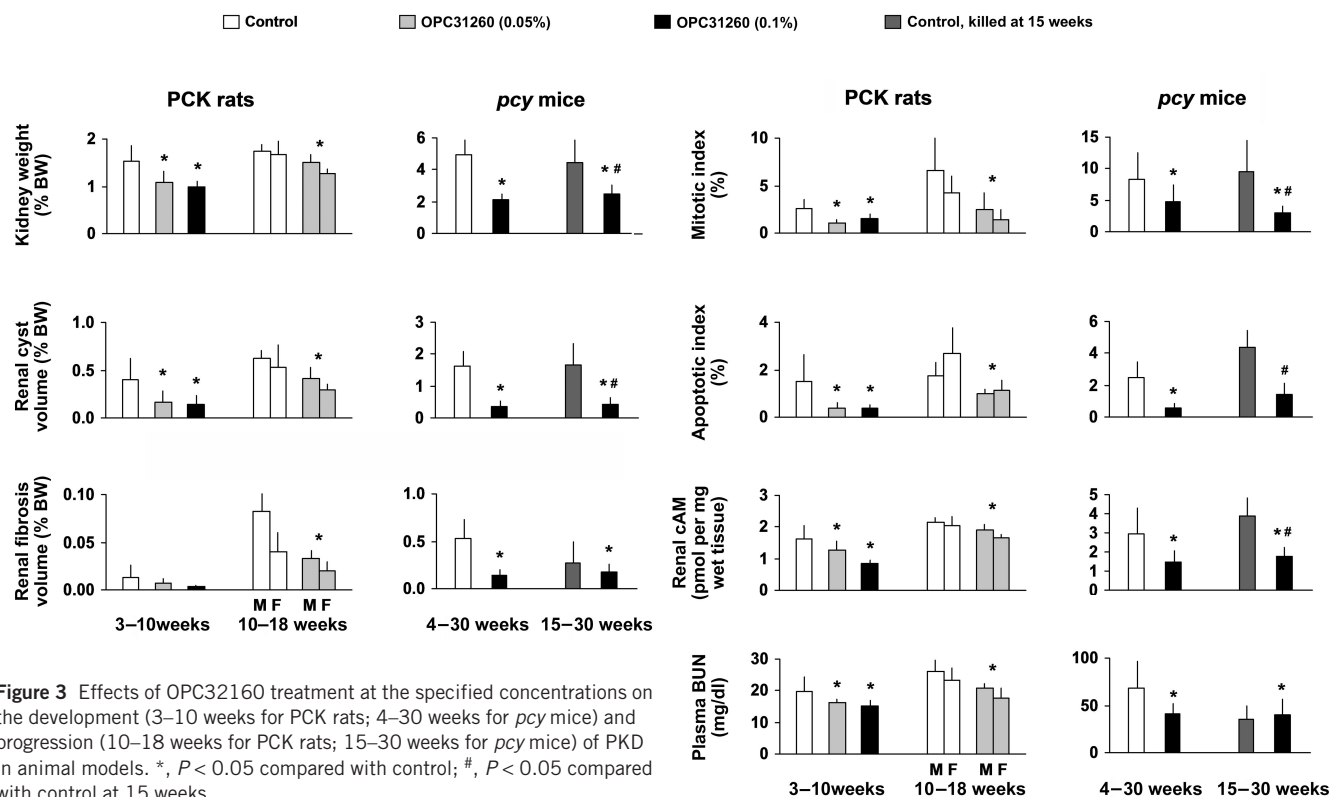 Control
OPC31260 (0.05%)
OPC31260 (0.1%)
Control, killed at 15 weeks
PCK rats
pcy mice
Kidney weight
(% BW)
2
1
0
*
*
*
6
4
2
0
*
* #
Renal cyst
volume (% BW)
1.0
0.5
0.0
*
*
*
3
2
1
0
*
* #
Renal fibrosis
volume (% BW)
0.10
0.05
0.00
*
M F
M F
3–10weeks
10–18 weeks
1.0
0.5
0.0
*
*
4–30 weeks
15–30 weeks
PCK rats
pcy mice
Mitotic index
(%)
10
5
0
*
*
*
15
10
5
0
*
* #
Apoptotic index
(%)
4
2
0
*
*
*
6
4
2
0
*
#
Renal cAM
(pmol per mg
wet tissue)
3
2
1
0
*
*
*
5
4
3
2
1
0
*
* #
Plasma BUN
(mg/dl)
30
20
10
0
*
*
*
M F
M F
3–10weeks
10–18 weeks
100
50
0
*
*
4–30 weeks
15–30 weeks
Figure 3 Effects of OPC32160 treatment at the specified concentrations on
the development (3–10 weeks for PCK rats; 4–30 weeks for pcy mice) and
progression (10–18 weeks for PCK rats; 15–30 weeks for pcy mice) of PKD
in animal models. *, P < 0.05 compared with control; #, P < 0.05 compared
with control at 15 weeks